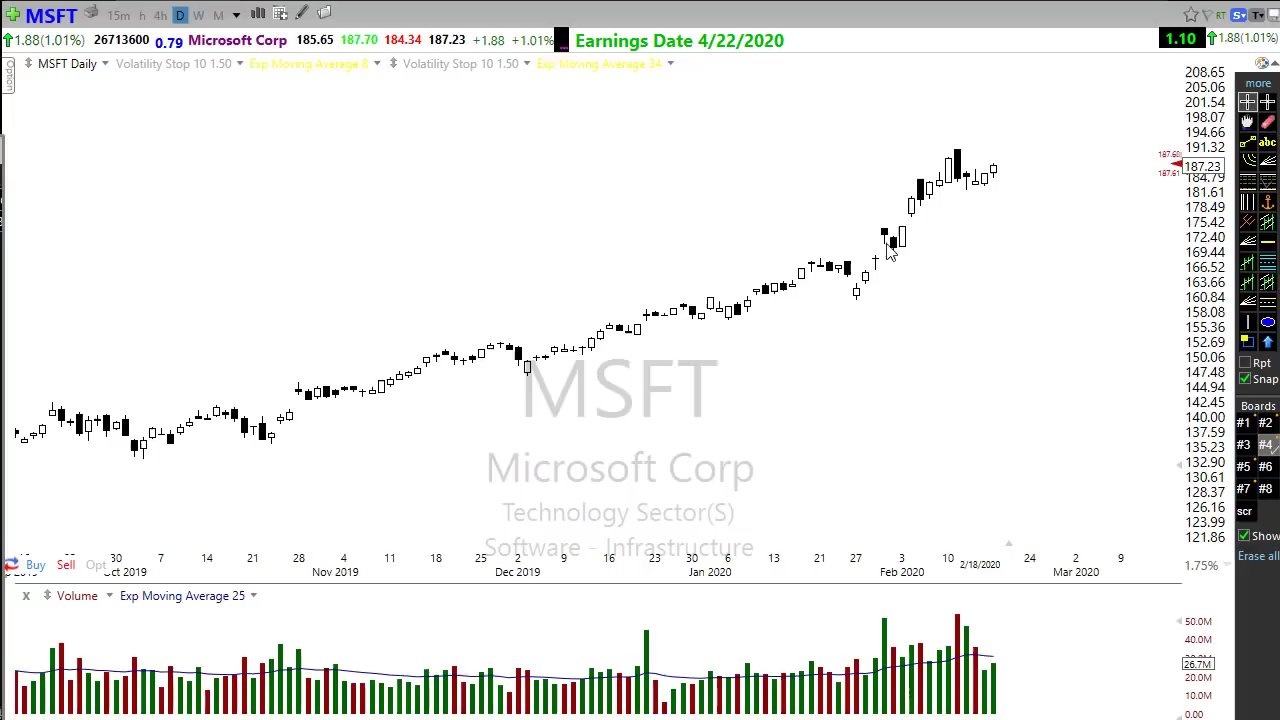 MSFT 15m h 4h D W M RT S T
1.88(1.01%) 26713600 0.79 Microsoft Corp 185.65 187.70 184.34 187.23 +1.88 +1.01% Earnings Date 4/22/2020 1.10 1.88(1.01%)
Option MSFT Daily Volatility Stop 10 1.50 Exp Moving Average 8 Volatility Stop 10 1.50 Exp Moving Average 34
208.65
205.06
201.54
198.07
194.66
191.32
187.60
187.23
187.61
184.79
181.61
178.49
175.42
172.40
169.44
166.52
163.66
160.84
158.08
155.36
152.69
150.06
147.48
144.94
142.45
140.00
137.59
135.23
132.90
130.61
128.37
126.16
123.99
121.86
more
abc
Rpt
Snap
Boards
#1 #2
#3 #4
#5 #6
#7 #8
scr
Show
Erase all
MSFT
Microsoft Corp
Technology Sector(S)
Software - Infrastructure
30 7 14 21 28 4 11 18 25 2 9 16 23 30 6 13 21 27 3 10 24 2 9
Oct 2019 Nov 2019 Dec 2019 Jan 2020 Feb 2020 2/18/2020 Mar 2020
Buy Sell Opt 1.75%
x Volume Exp Moving Average 25
50.0M
40.0M
26.7M
20.0M
10.0M
0.00